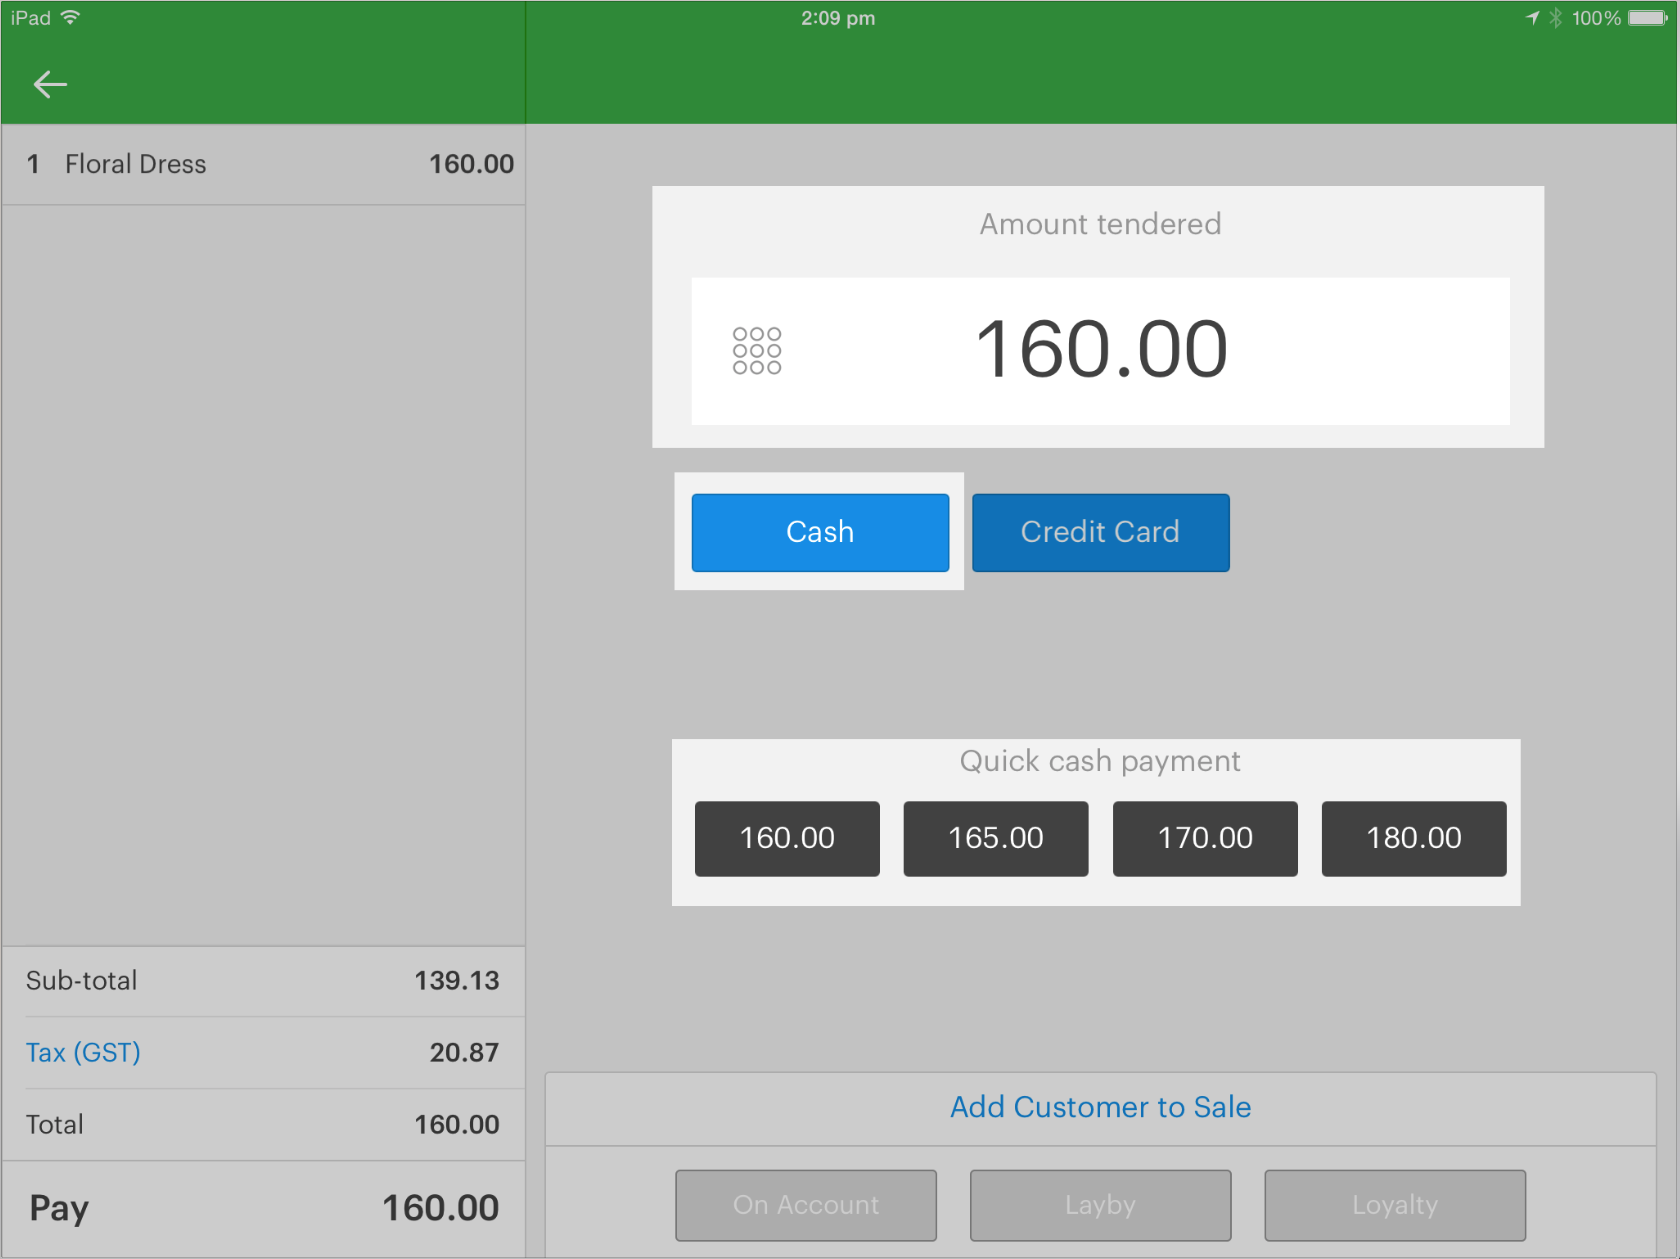 iPad 2:09 pm 100%
1 Floral Dress 160.00
Amount tendered
160.00
Cash Credit Card
Quick cash payment
160.00 165.00 170.00 180.00
Sub-total 139.13
Tax (GST) 20.87
Total 160.00
Pay 160.00
Add Customer to Sale
On Account Layby Loyalty